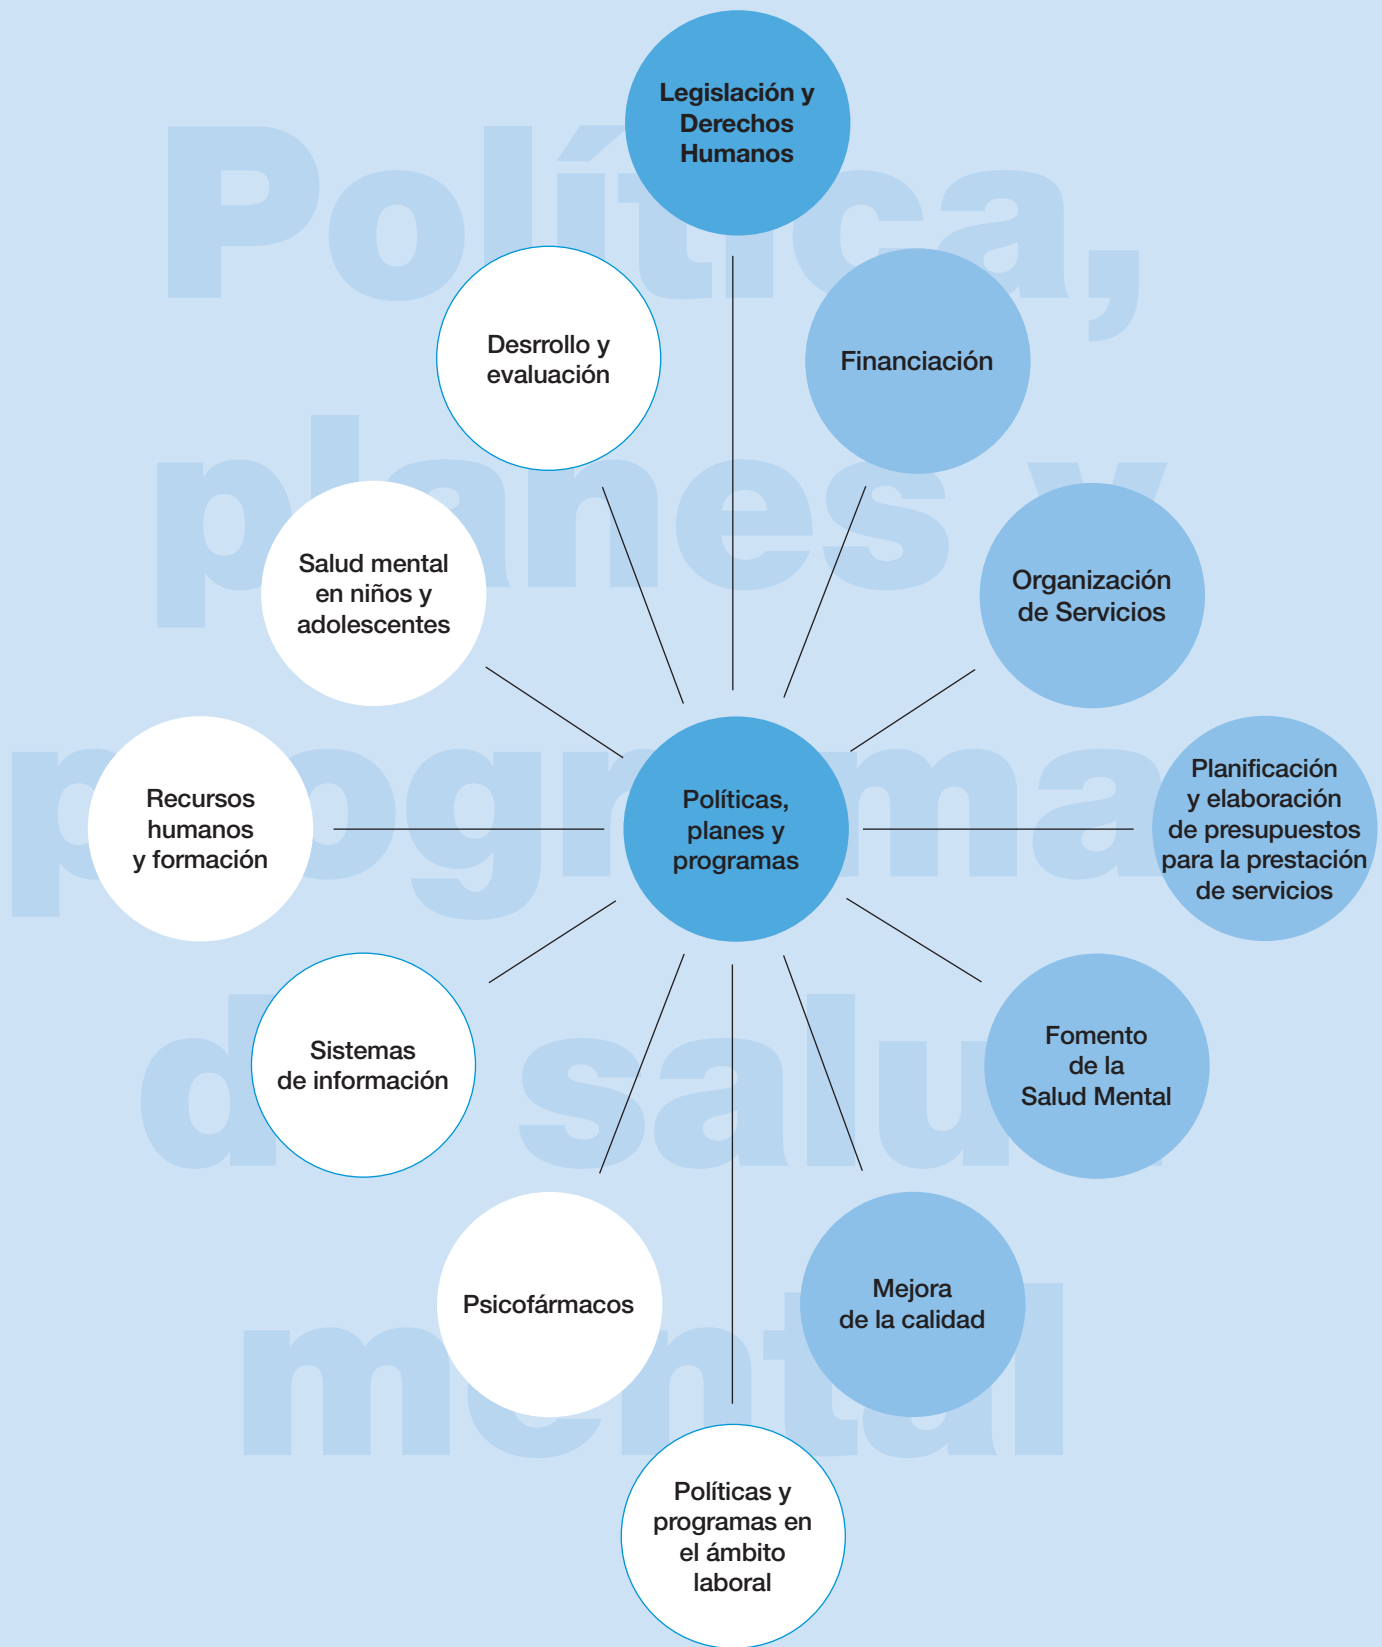 Política,
planes y
programas
de salud
mental
Legislación y
Derechos
Humanos
Desrrollo y
evaluación
Financiación
Salud mental
en niños y
adolescentes
Organización
de Servicios
Recursos
humanos
y formación
Políticas,
planes y
programas
Planificación
y elaboración
de presupuestos
para la prestación
de servicios
Sistemas
de información
Fomento
de la
Salud Mental
Psicofármacos
Mejora
de la calidad
Políticas y
programas en
el ámbito
laboral